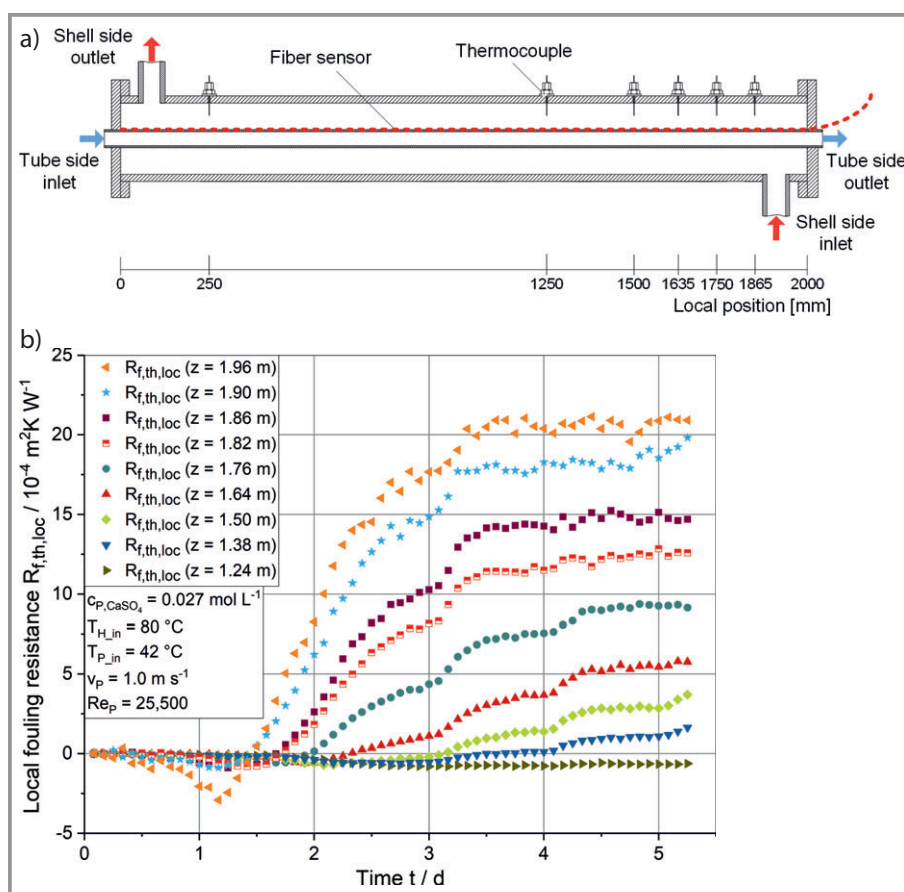 a)
Shell side
outlet
Fiber sensor
Thermocouple
Tube side
inlet
Tube side
outlet
Shell side
inlet
0 250 1250 1500 1635 1750 1865 2000
Local position [mm]
b)
Local fouling resistance R_f,th,loc / 10⁻⁴ m²K W⁻¹
25
20
15
10
5
0
-5
R_f,th,loc (z = 1.96 m)
R_f,th,loc (z = 1.90 m)
R_f,th,loc (z = 1.86 m)
R_f,th,loc (z = 1.82 m)
R_f,th,loc (z = 1.76 m)
R_f,th,loc (z = 1.64 m)
R_f,th,loc (z = 1.50 m)
R_f,th,loc (z = 1.38 m)
R_f,th,loc (z = 1.24 m)
c_P,CaSO₄ = 0.027 mol L⁻¹
T_H_in = 80 °C
T_P_in = 42 °C
v_P = 1.0 m s⁻¹
Re_P = 25,500
0 1 2 3 4 5
Time t / d